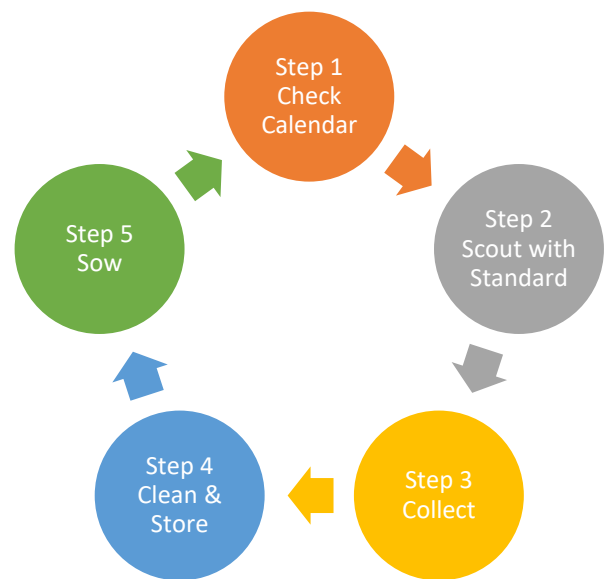 Step 1
Check
Calendar
Step 2
Scout with
Standard
Step 3
Collect
Step 4
Clean &
Store
Step 5
Sow